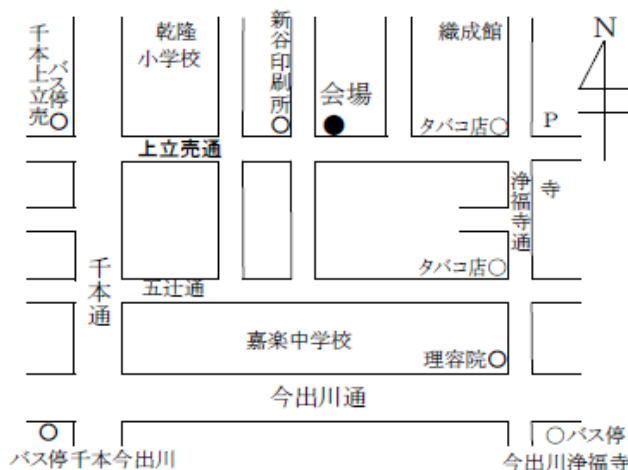 千本上立売
バス停
乾隆
小学校
新谷印刷所
会場
織成館
N
タバコ店
P
上立売通
浄福寺通
寺
千本通
五辻通
タバコ店
嘉楽中学校
理容院
今出川通
バス停千本今出川
バス停
今出川浄福寺